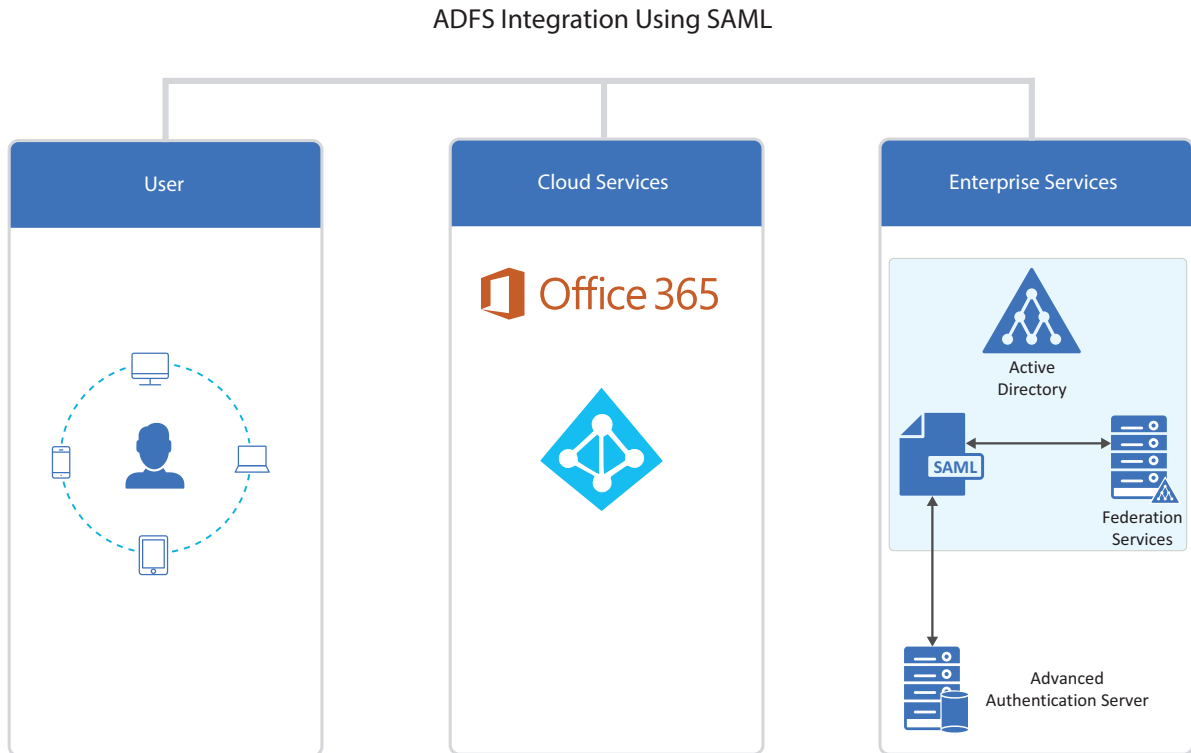 ADFS Integration Using SAML
User
Cloud Services
Enterprise Services
Office 365
Active
Directory
SAML
Federation
Services
Advanced
Authentication Server